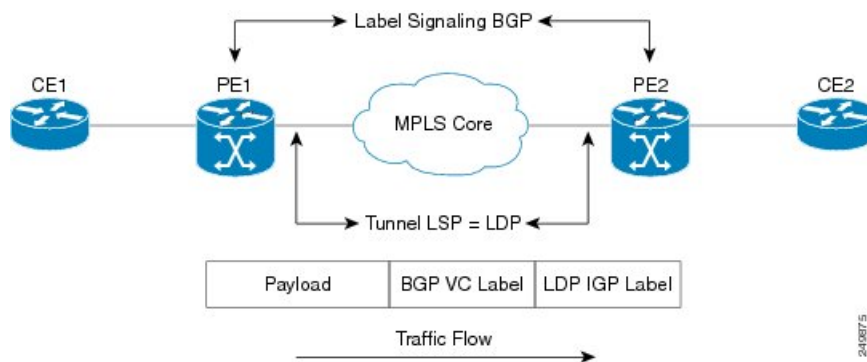 Label Signaling BGP
CE1
PE1
PE2
CE2
MPLS Core
Tunnel LSP = LDP
Payload
BGP VC Label
LDP IGP Label
Traffic Flow